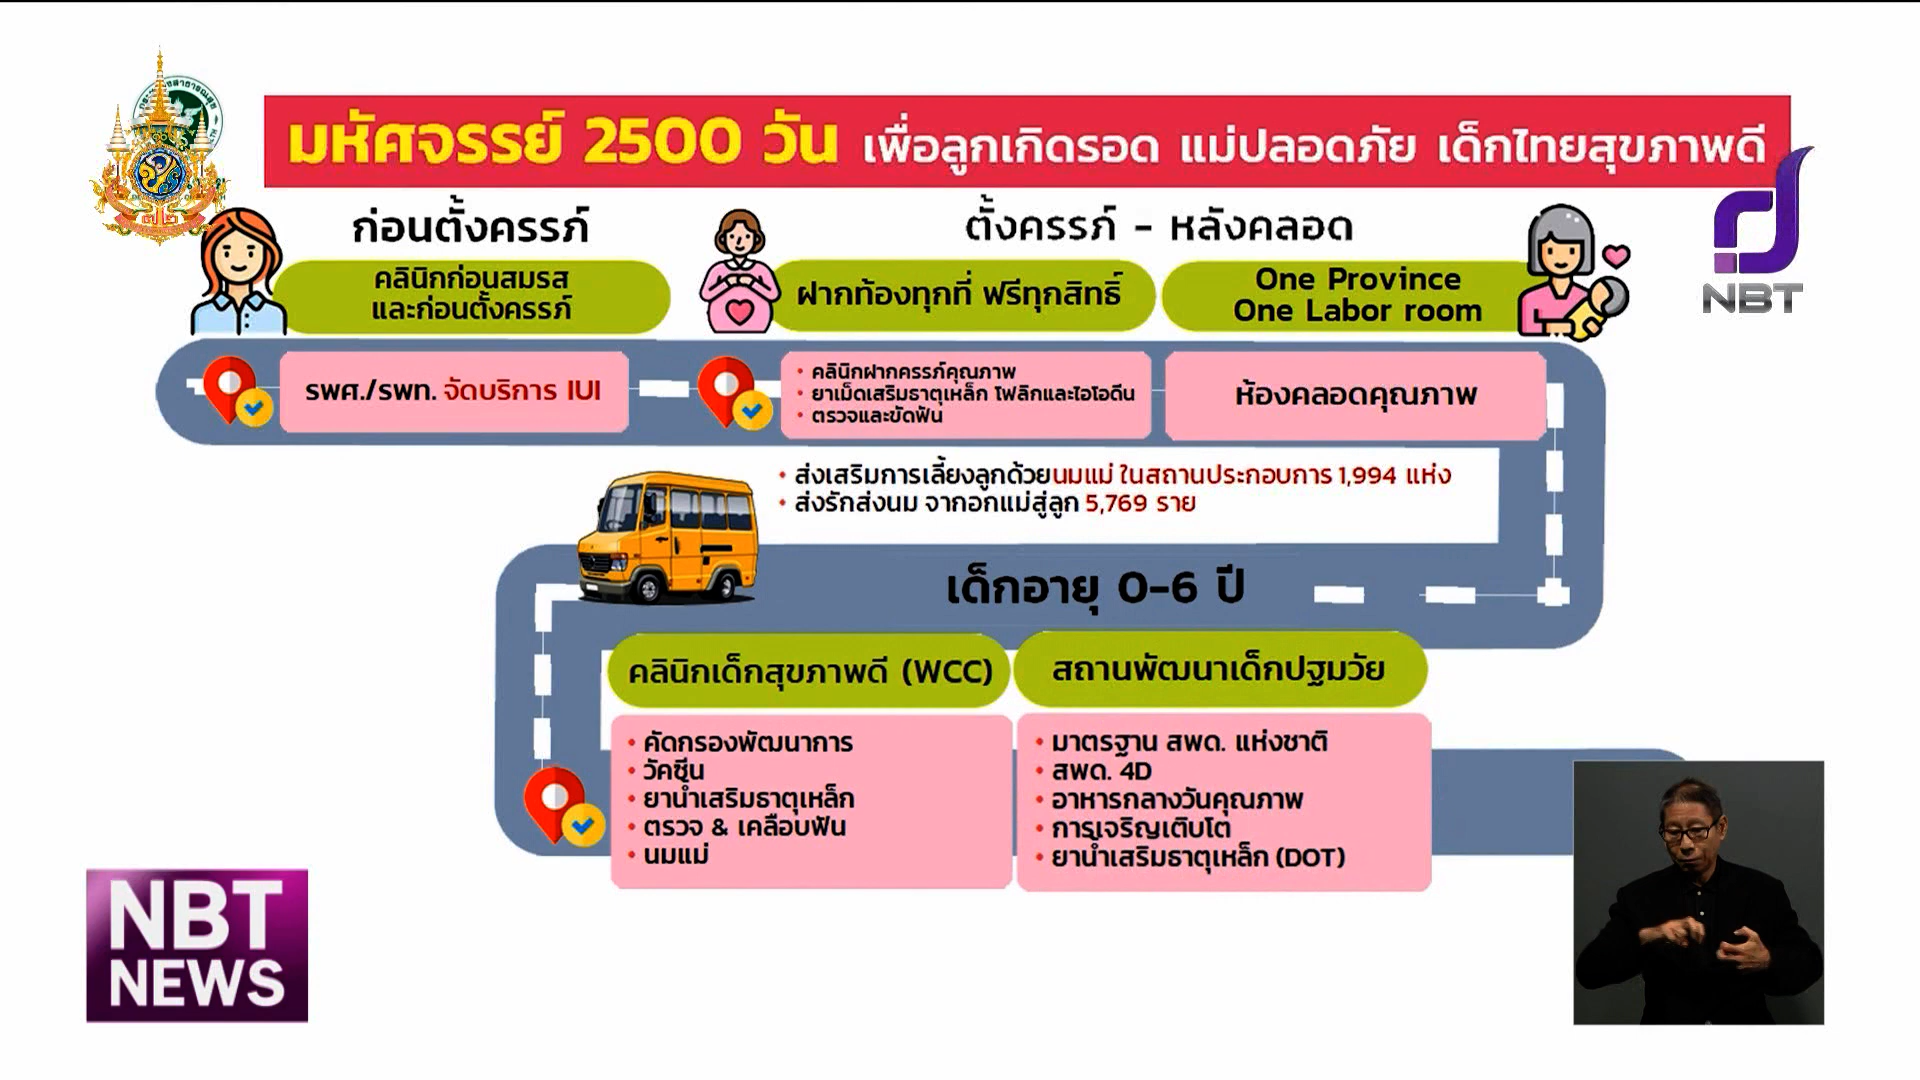 มหัศจรรย์ 2500 วัน เพื่อลูกเกิดรอด แม่ปลอดภัย เด็กไทยสุขภาพดี
ก่อนตั้งครรภ์
คลินิกก่อนสมรส
และก่อนตั้งครรภ์
รพศ./รพท. จัดบริการ IUI
ตั้งครรภ์ - หลังคลอด
ฝากท้องทุกที่ ฟรีทุกสิทธิ์
• คลินิกฝากครรภ์คุณภาพ
• ยาเม็ดเสริมธาตุเหล็ก โฟลิกและไอโอดีน
• ตรวจและขัดฟัน
One Province
One Labor room
ห้องคลอดคุณภาพ
NBT
• ส่งเสริมการเลี้ยงลูกด้วยนมแม่ ในสถานประกอบการ 1,994 แห่ง
• ส่งรักส่งนม จากอกแม่สู่ลูก 5,769 ราย
เด็กอายุ 0-6 ปี
คลินิกเด็กสุขภาพดี (WCC)
• คัดกรองพัฒนาการ
• วัคซีน
• ยาน้ำเสริมธาตุเหล็ก
• ตรวจ & เคลือบฟัน
• นมแม่
สถานพัฒนาเด็กปฐมวัย
• มาตรฐาน สพด. แห่งชาติ
• สพด. 4D
• อาหารกลางวันคุณภาพ
• การเจริญเติบโต
• ยาน้ำเสริมธาตุเหล็ก (DOT)
NBT
NEWS